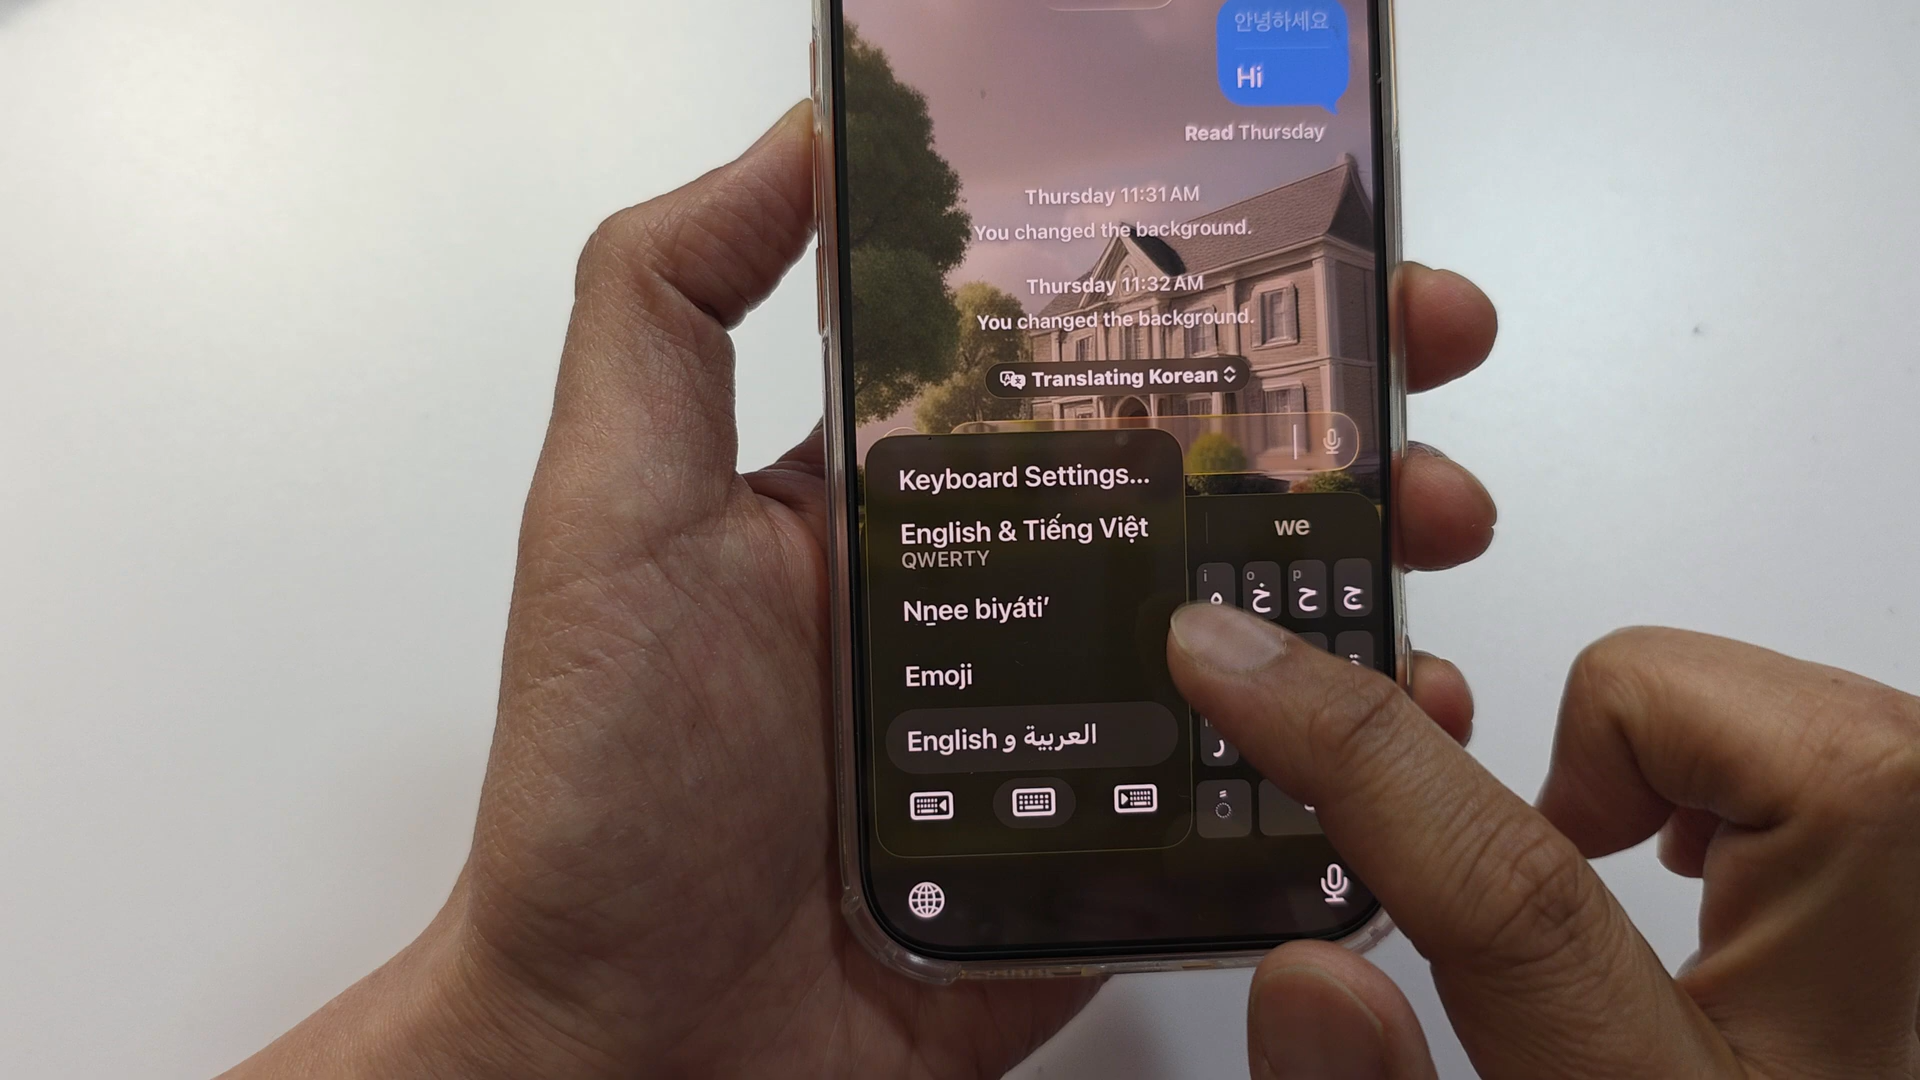 안녕하세요
Hi
Read Thursday
Thursday 11:31 AM
You changed the background.
Thursday 11:32 AM
You changed the background.
Translating Korean
Keyboard Settings...
English & Tiếng Việt
QWERTY
Nṉee biyáti’
Emoji
English و العربية
we
i o p
ه خ ح ج
ر